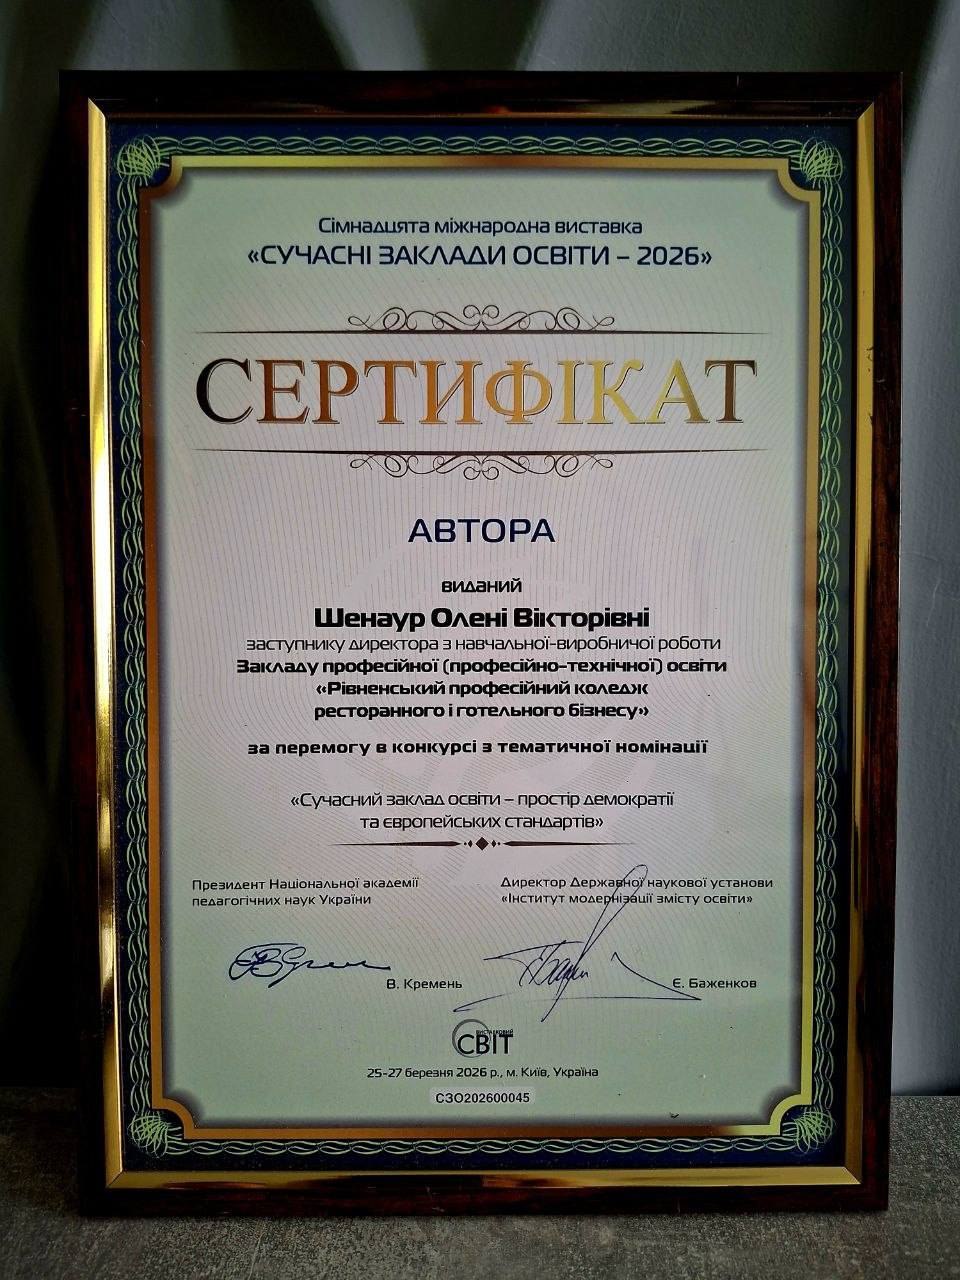 Сімнадцята міжнародна виставка
«СУЧАСНІ ЗАКЛАДИ ОСВІТИ – 2026»
СЕРТИФІКАТ
АВТОРА
виданий
Шенаур Олені Вікторівні
заступнику директора з навчальної-виробничої роботи
Закладу професійної (професійно-технічної) освіти
«Рівненський професійний коледж
ресторанного і готельного бізнесу»
за перемогу в конкурсі з тематичної номінації
«Сучасний заклад освіти – простір демократії
та європейських стандартів»
Президент Національної академії
педагогічних наук України
Директор Державної наукової установи
«Інститут модернізації змісту освіти»
В. Кремень
Є. Баженков
ВИСТАВКОВИЙ
СВІТ
25-27 березня 2026 р., м. Київ, Україна
СЗО202600045